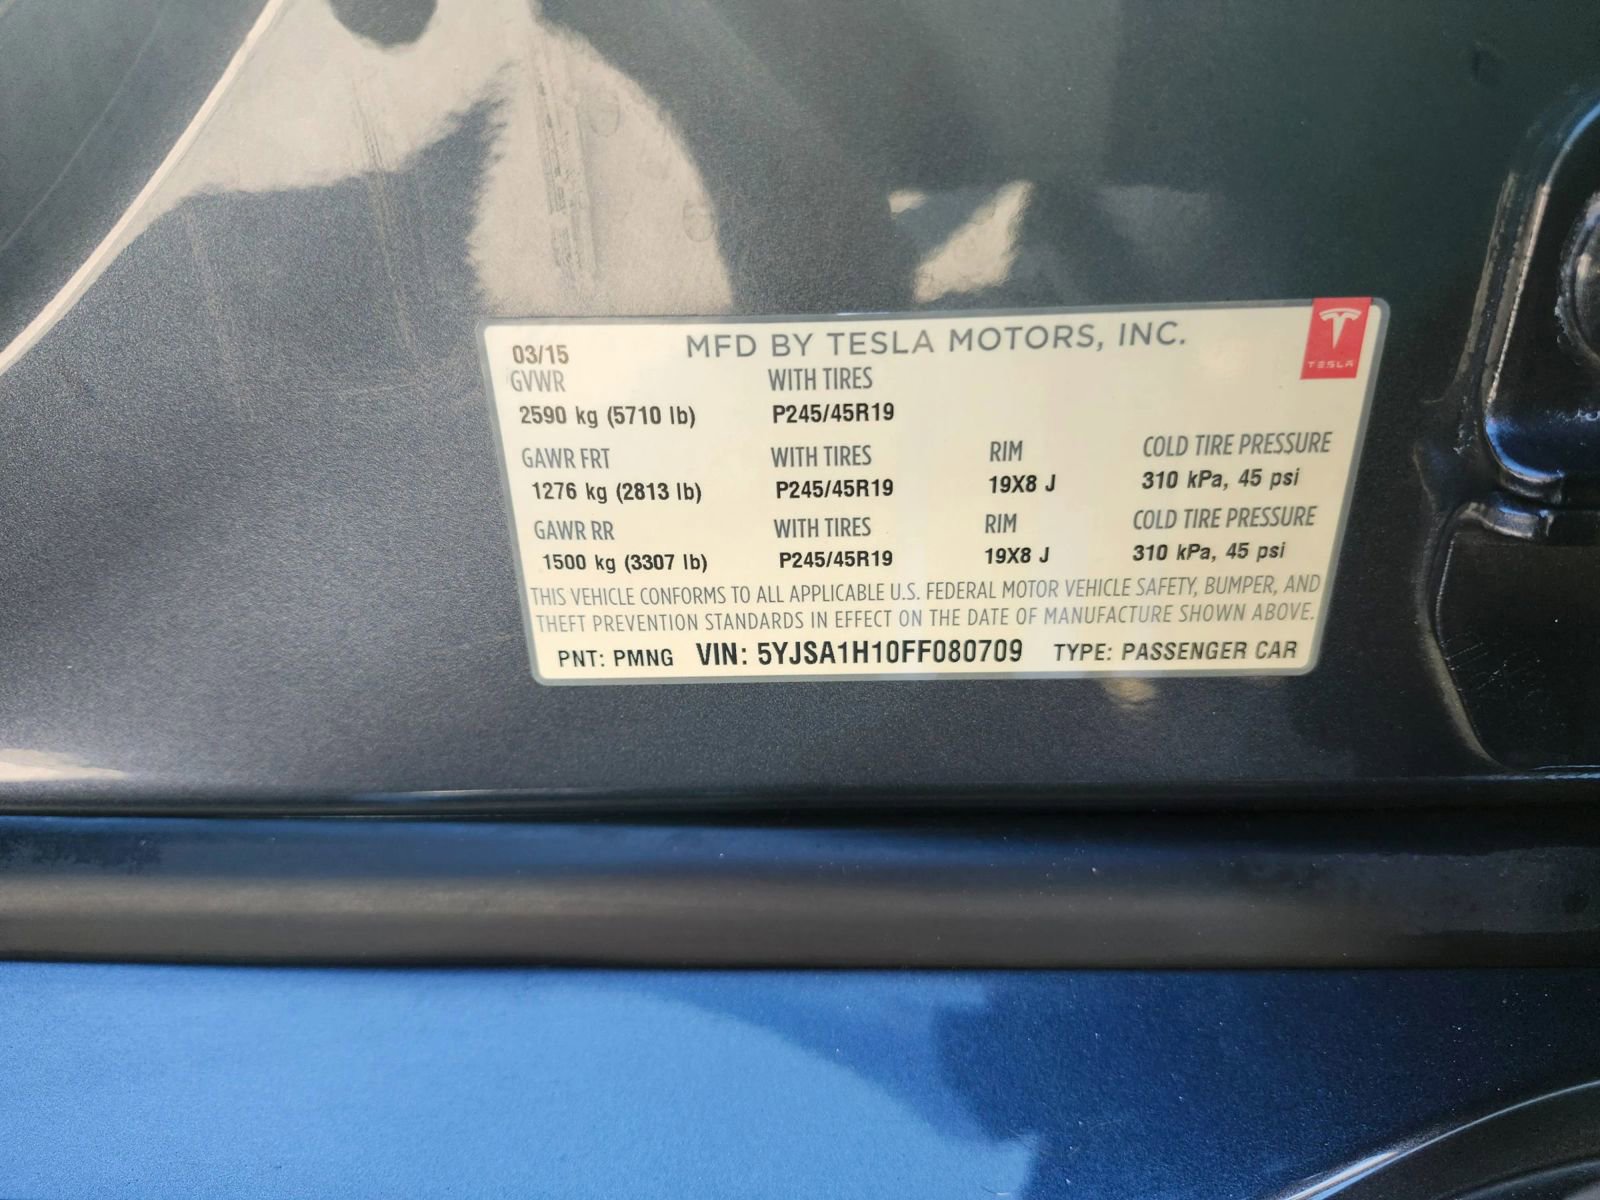 03/15 MFD BY TESLA MOTORS, INC.
TESLA
GVWR WITH TIRES
2590 kg (5710 lb) P245/45R19
GAWR FRT WITH TIRES RIM COLD TIRE PRESSURE
1276 kg (2813 lb) P245/45R19 19X8 J 310 kPa, 45 psi
GAWR RR WITH TIRES RIM COLD TIRE PRESSURE
1500 kg (3307 lb) P245/45R19 19X8 J 310 kPa, 45 psi
THIS VEHICLE CONFORMS TO ALL APPLICABLE U.S. FEDERAL MOTOR VEHICLE SAFETY, BUMPER, AND
THEFT PREVENTION STANDARDS IN EFFECT ON THE DATE OF MANUFACTURE SHOWN ABOVE.
PNT: PMNG VIN: 5YJSA1H10FF080709 TYPE: PASSENGER CAR